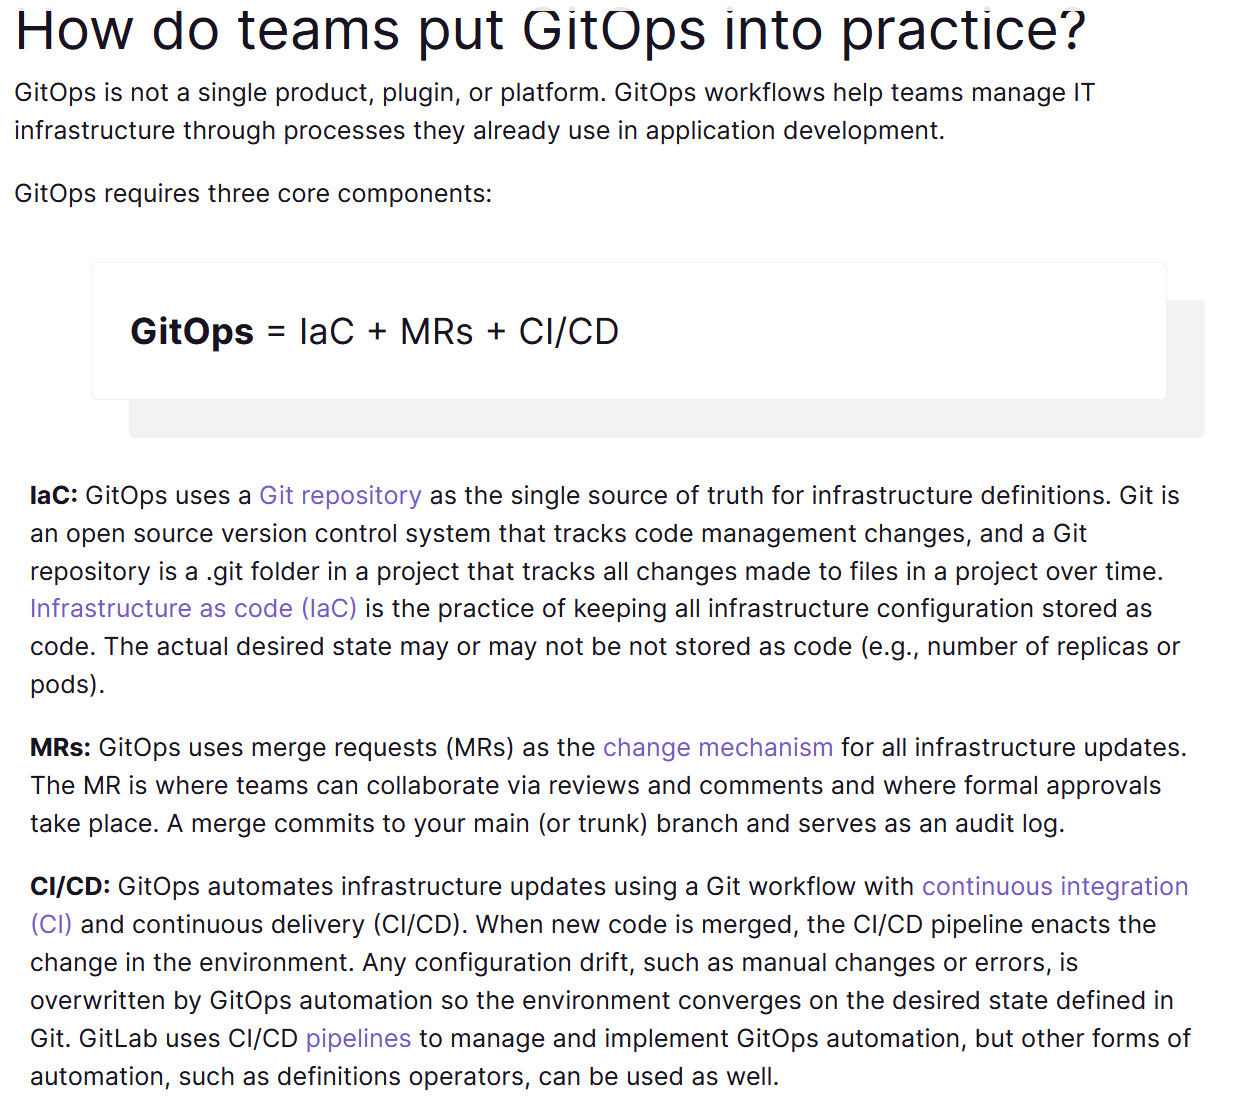 How do teams put GitOps into practice?
GitOps is not a single product, plugin, or platform. GitOps workflows help teams manage IT
infrastructure through processes they already use in application development.
GitOps requires three core components:
GitOps = IaC + MRs + CI/CD
IaC: GitOps uses a Git repository as the single source of truth for infrastructure definitions. Git is
an open source version control system that tracks code management changes, and a Git
repository is a .git folder in a project that tracks all changes made to files in a project over time.
Infrastructure as code (IaC) is the practice of keeping all infrastructure configuration stored as
code. The actual desired state may or may not be not stored as code (e.g., number of replicas or
pods).
MRs: GitOps uses merge requests (MRs) as the change mechanism for all infrastructure updates.
The MR is where teams can collaborate via reviews and comments and where formal approvals
take place. A merge commits to your main (or trunk) branch and serves as an audit log.
CI/CD: GitOps automates infrastructure updates using a Git workflow with continuous integration
(CI) and continuous delivery (CI/CD). When new code is merged, the CI/CD pipeline enacts the
change in the environment. Any configuration drift, such as manual changes or errors, is
overwritten by GitOps automation so the environment converges on the desired state defined in
Git. GitLab uses CI/CD pipelines to manage and implement GitOps automation, but other forms of
automation, such as definitions operators, can be used as well.